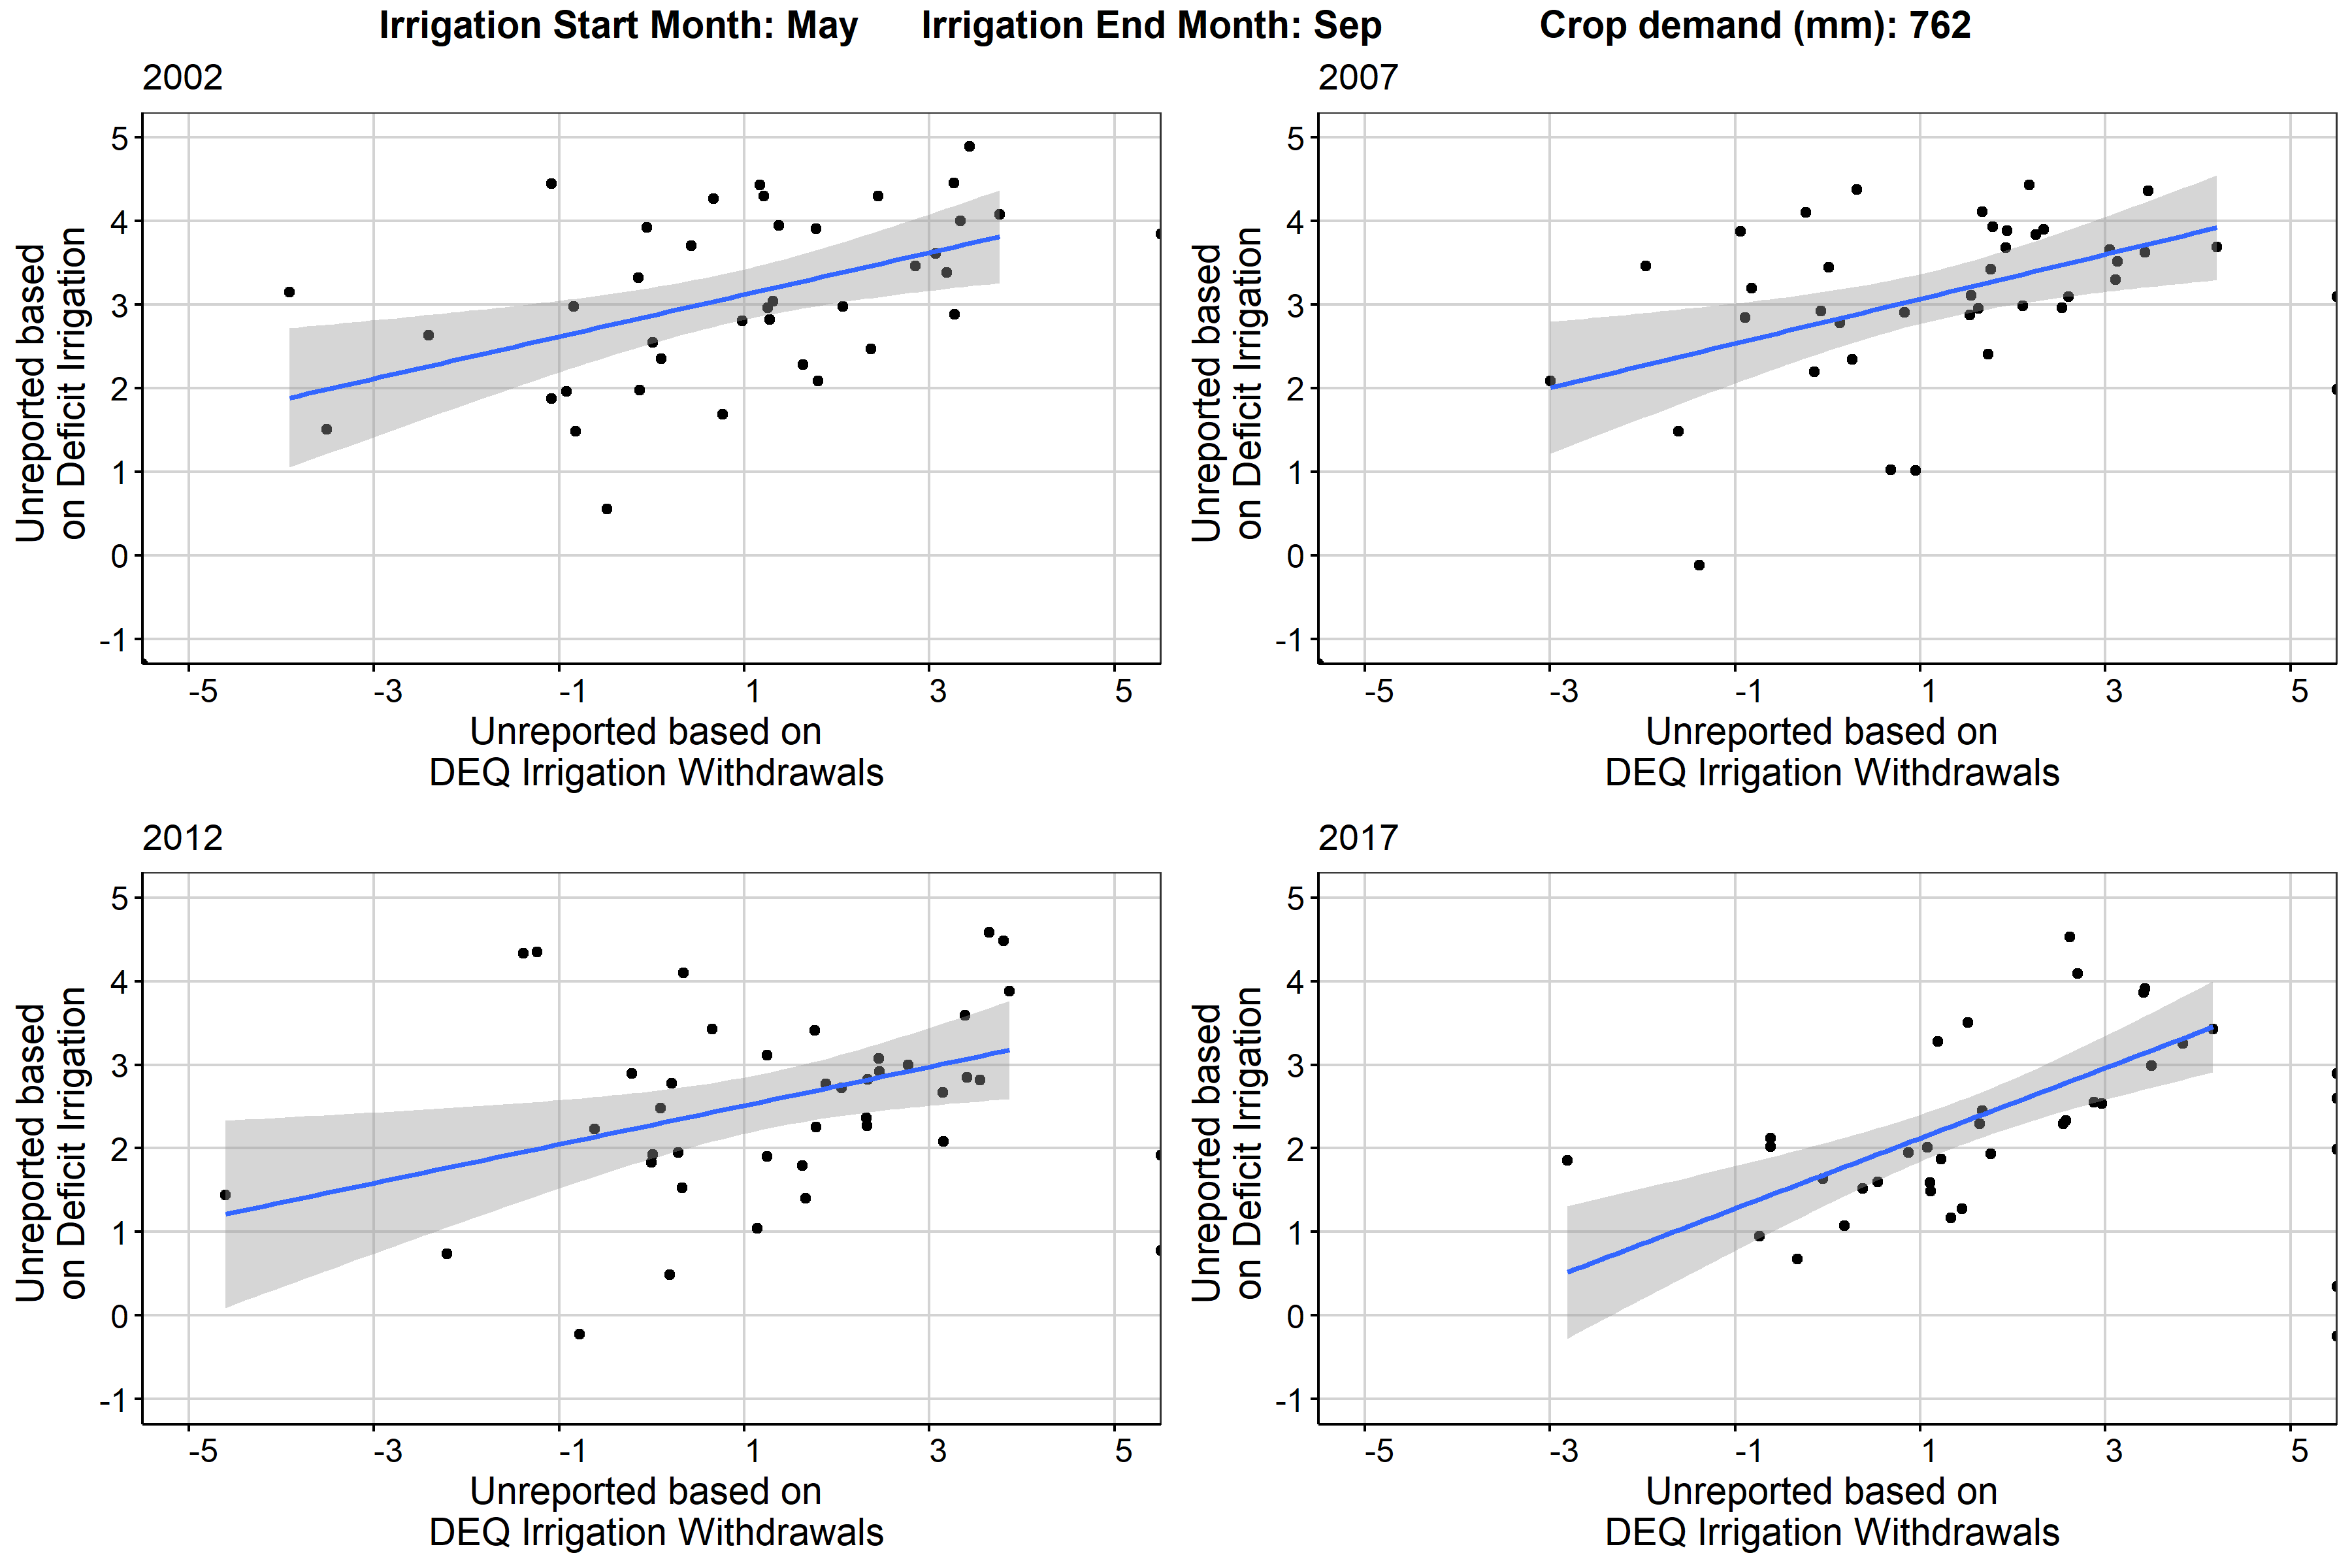 Irrigation Start Month: May Irrigation End Month: Sep Crop demand (mm): 762
2002
5
4
3
2
1
0
-1
Unreported based
on Deficit Irrigation
-5 -3 -1 1 3 5
Unreported based on
DEQ Irrigation Withdrawals
2007
5
4
3
2
1
0
-1
Unreported based
on Deficit Irrigation
-5 -3 -1 1 3 5
Unreported based on
DEQ Irrigation Withdrawals
2012
5
4
3
2
1
0
-1
Unreported based
on Deficit Irrigation
-5 -3 -1 1 3 5
Unreported based on
DEQ Irrigation Withdrawals
2017
5
4
3
2
1
0
-1
Unreported based
on Deficit Irrigation
-5 -3 -1 1 3 5
Unreported based on
DEQ Irrigation Withdrawals